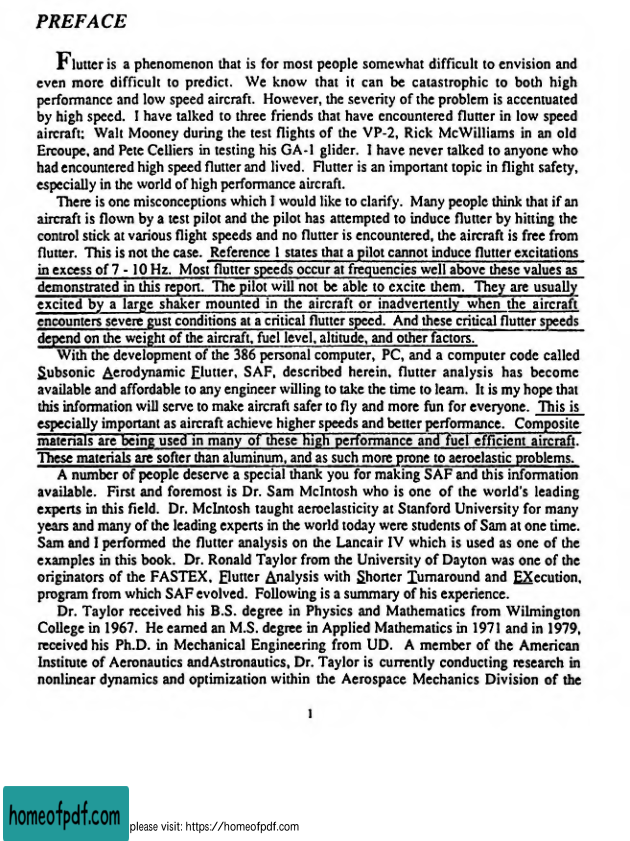 PREFACE
Flutter is a phenomenon that is for most people somewhat difficult to envision and
even more difficult to predict. We know that it can be catastrophic to both high
performance and low speed aircraft. However, the severity of the problem is accentuated
by high speed. I have talked to three friends that have encountered flutter in low speed
aircraft; Walt Mooney during the test flights of the VP-2, Rick McWilliams in an old
Ercoupe, and Pete Celliers in testing his GA-1 glider. I have never talked to anyone who
had encountered high speed flutter and lived. Flutter is an important topic in flight safety,
especially in the world of high performance aircraft.
There is one misconceptions which I would like to clarify. Many people think that if an
aircraft is flown by a test pilot and the pilot has attempted to induce flutter by hitting the
control stick at various flight speeds and no flutter is encountered, the aircraft is free from
flutter. This is not the case. Reference 1 states that a pilot cannot induce flutter excitations
in excess of 7 - 10 Hz. Most flutter speeds occur at frequencies well above these values as
demonstrated in this report. The pilot will not be able to excite them. They are usually
excited by a large shaker mounted in the aircraft or inadvertently when the aircraft
encounters severe gust conditions at a critical flutter speed. And these critical flutter speeds
depend on the weight of the aircraft, fuel level, altitude, and other factors.
With the development of the 386 personal computer, PC, and a computer code called
Subsonic Aerodynamic Flutter, SAF, described herein, flutter analysis has become
available and affordable to any engineer willing to take the time to learn. It is my hope that
this information will serve to make aircraft safer to fly and more fun for everyone. This is
especially important as aircraft achieve higher speeds and better performance. Composite
materials are being used in many of these high performance and fuel efficient aircraft.
These materials are softer than aluminum, and as such more prone to aeroelastic problems.
A number of people deserve a special thank you for making SAF and this information
available. First and foremost is Dr. Sam McIntosh who is one of the world's leading
experts in this field. Dr. McIntosh taught aeroelasticity at Stanford University for many
years and many of the leading experts in the world today were students of Sam at one time.
Sam and I performed the flutter analysis on the Lancair IV which is used as one of the
examples in this book. Dr. Ronald Taylor from the University of Dayton was one of the
originators of the FASTEX, Flutter Analysis with Shorter Turnaround and EXecution,
program from which SAF evolved. Following is a summary of his experience.
Dr. Taylor received his B.S. degree in Physics and Mathematics from Wilmington
College in 1967. He earned an M.S. degree in Applied Mathematics in 1971 and in 1979,
received his Ph.D. in Mechanical Engineering from UD. A member of the American
Institute of Aeronautics andAstronautics, Dr. Taylor is currently conducting research in
nonlinear dynamics and optimization within the Aerospace Mechanics Division of the
1
homeofpdf.com
please visit: https://homeofpdf.com